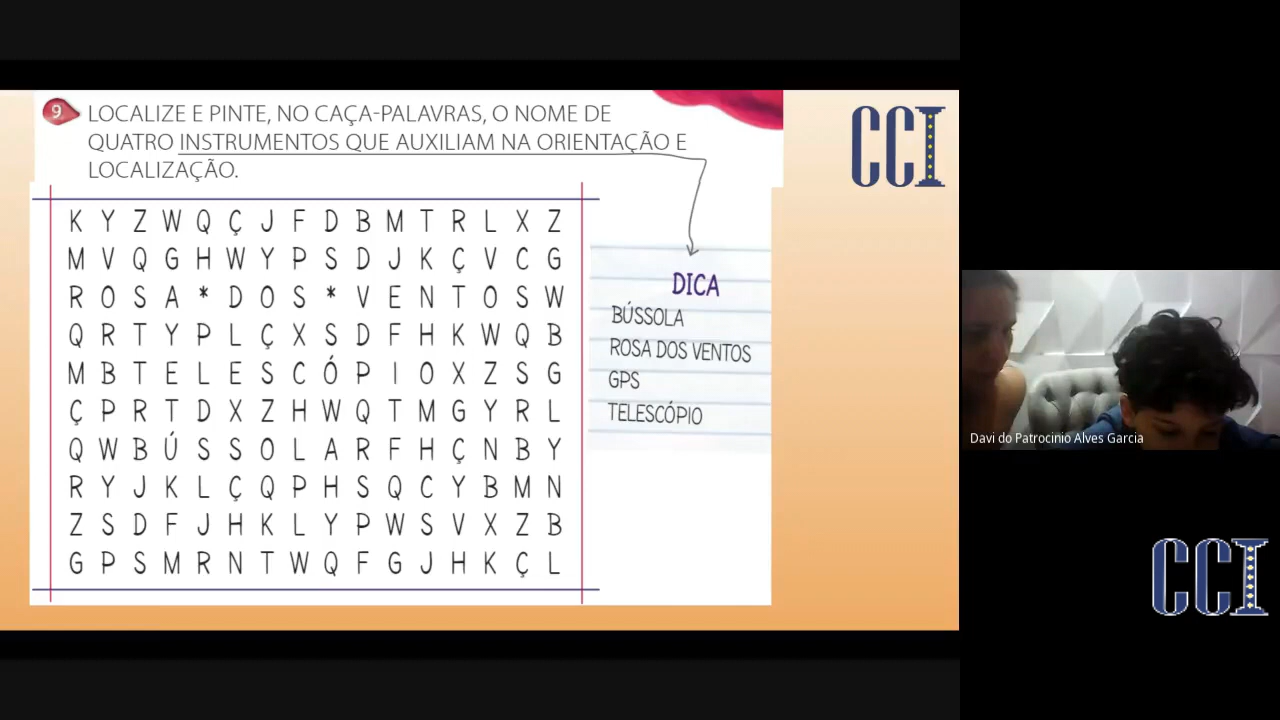 9 LOCALIZE E PINTE, NO CAÇA-PALAVRAS, O NOME DE
QUATRO INSTRUMENTOS QUE AUXILIAM NA ORIENTAÇÃO E
LOCALIZAÇÃO.
K Y Z W Q Ç J F D B M T R L X Z
M V Q G H W Y P S D J K Ç V C G
R O S A * D O S * V E N T O S W
Q R T Y P L Ç X S D F H K W Q B
M B T E L E S C Ó P I O X Z S G
Ç P R T D X Z H W Q T M G Y R L
Q W B Ú S S O L A R F H Ç N B Y
R Y J K L Ç Q P H S Q C Y B M N
Z S D F J H K L Y P W S V X Z B
G P S M R N T W Q F G J H K Ç L
DICA
BÚSSOLA
ROSA DOS VENTOS
GPS
TELESCÓPIO
CCI
Davi do Patrocinio Alves Garcia
CCI